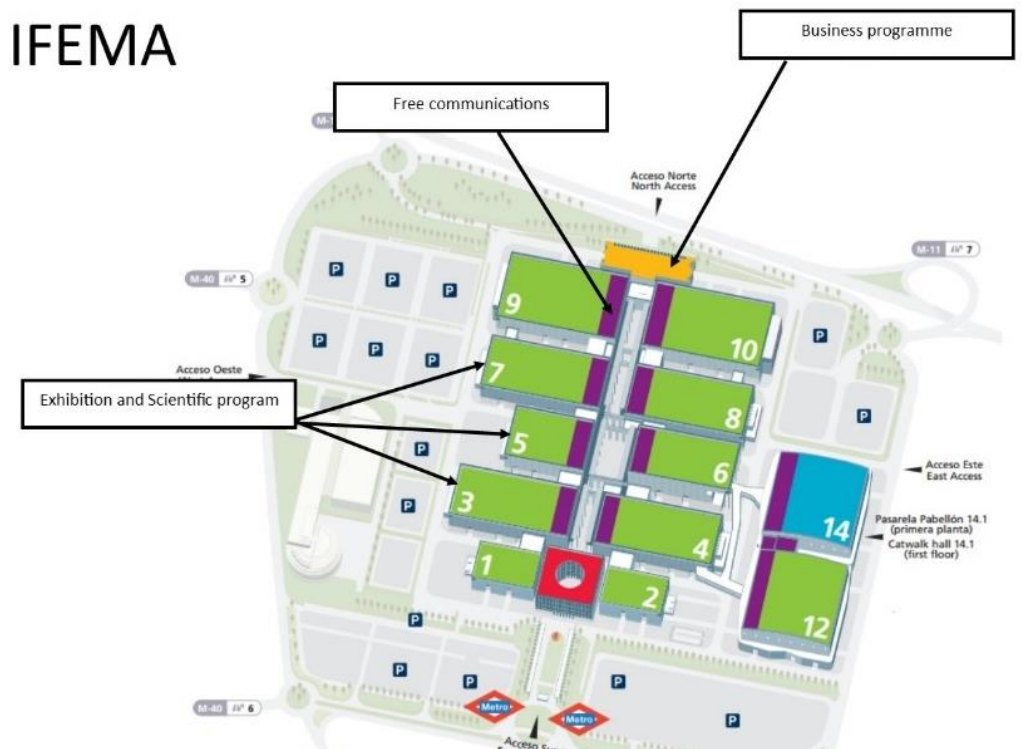 IFEMA
Business programme
Free communications
Acceso Norte
North Access
M-11 7
M-40 5
P
P
P
P
P
P
P
P
9
10
7
8
5
6
3
4
1
2
14
12
Acceso Oeste
Exhibition and Scientific program
P
P
Acceso Este
East Access
Pasarela Pabellón 14.1
(primera planta)
Catwalk hall 14.1
(first floor)
P
P
P
P
P
M-40 6
Metro
Metro
Acceso